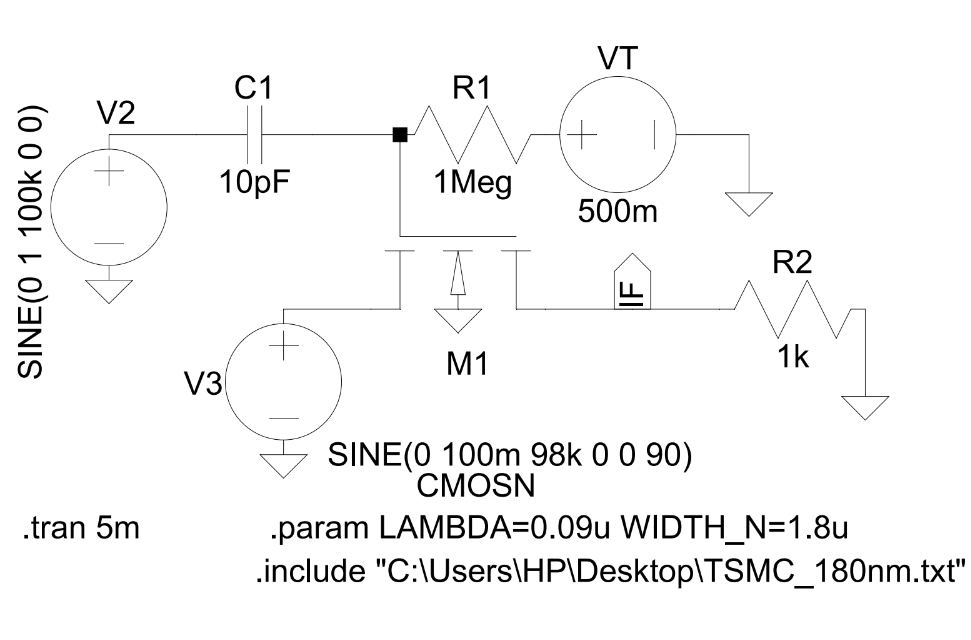 VT
C1
R1
V2
10pF
1Meg
500m
SINE(0 1 100k 0 0)
IF
R2
1k
M1
V3
SINE(0 100m 98k 0 0 90)
CMOSN
.tran 5m
.param LAMBDA=0.09u WIDTH_N=1.8u
.include "C:\Users\HP\Desktop\TSMC_180nm.txt"